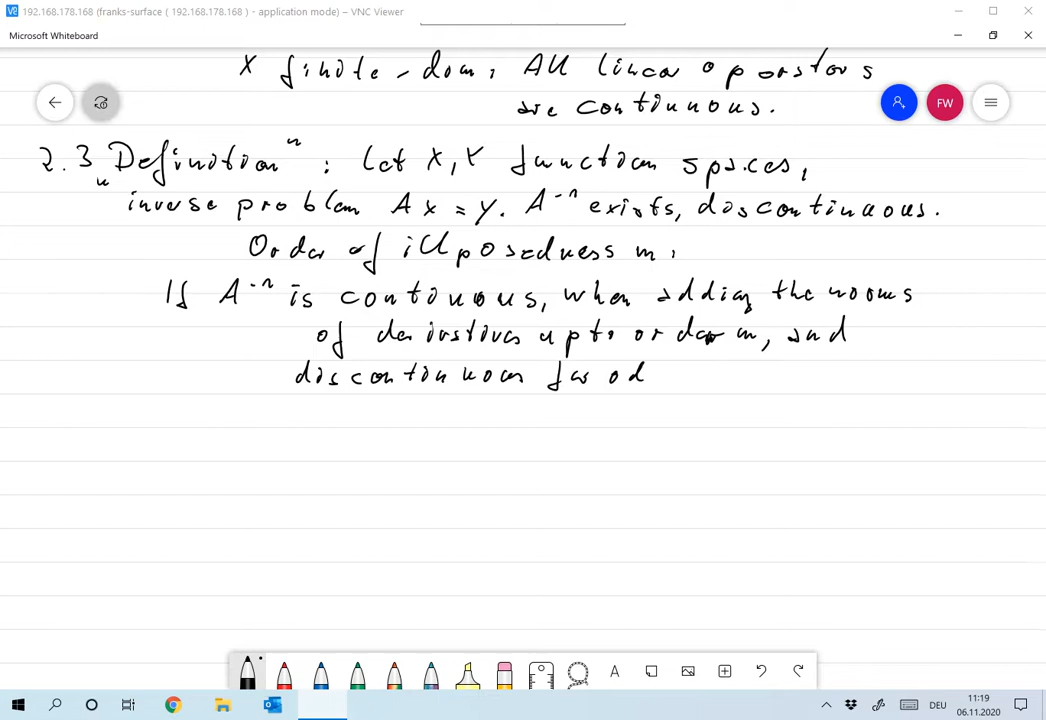 192.168.178.168 (franks-surface ( 192.168.178.168 ) - application mode) – VNC Viewer
Microsoft Whiteboard
X finite-dim: All linear operators
are continuous.
FW
2.3 "Definition": Let X, Y function spaces,
inverse problem A x = y. A⁻¹ exists, discontinuous.
Order of illposedness m:
If A⁻¹ is continuous, when adding the norms
of derivatives up to order m, and
discontinuous for od
A
DEU
11:19
06.11.2020